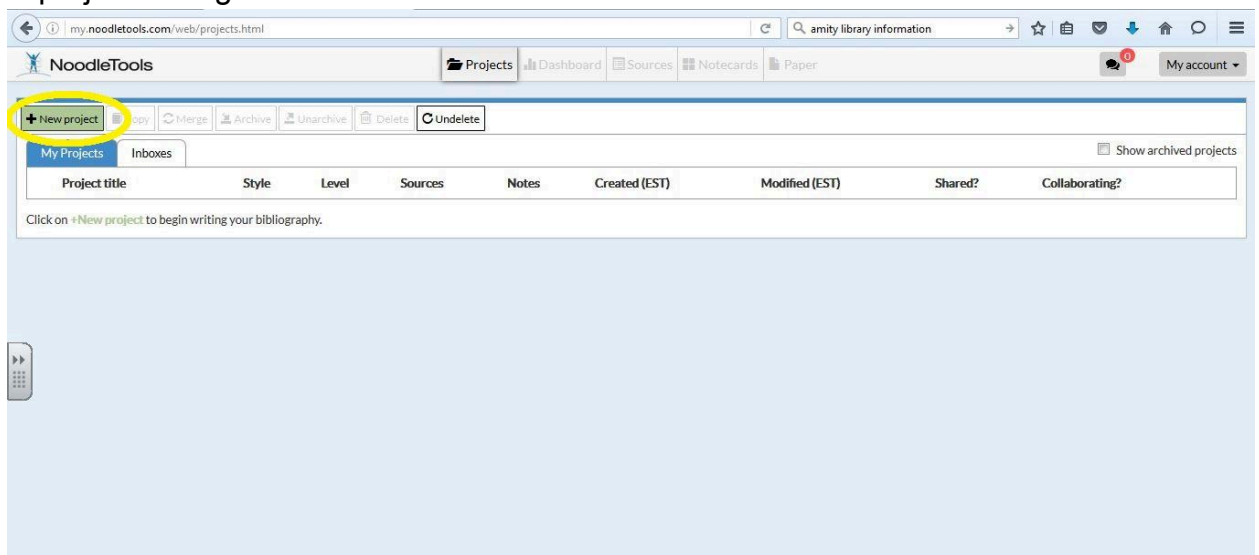 my.noodletools.com/web/projects.html amity library information
NoodleTools Projects Dashboard Sources Notecards Paper 0 My account
New project Copy Merge Archive Unarchive Delete Undelete
My Projects Inboxes Show archived projects
Project title Style Level Sources Notes Created (EST) Modified (EST) Shared? Collaborating?
Click on +New project to begin writing your bibliography.